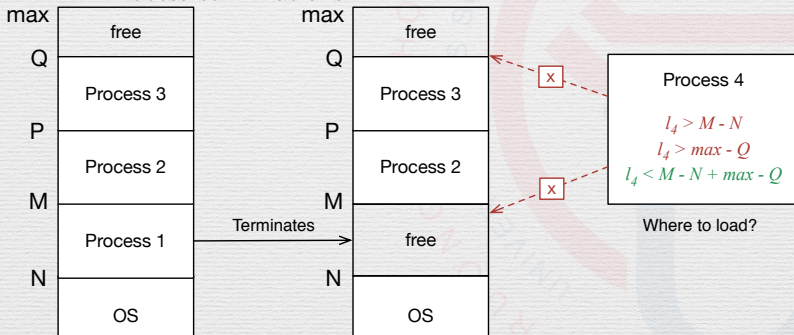 max
free
Q
Process 3
P
Process 2
M
Process 1
N
OS
Terminates
max
free
Q
Process 3
P
Process 2
M
free
N
OS
x
x
Process 4
l4 > M - N
l4 > max - Q
l4 < M - N + max - Q
Where to load?